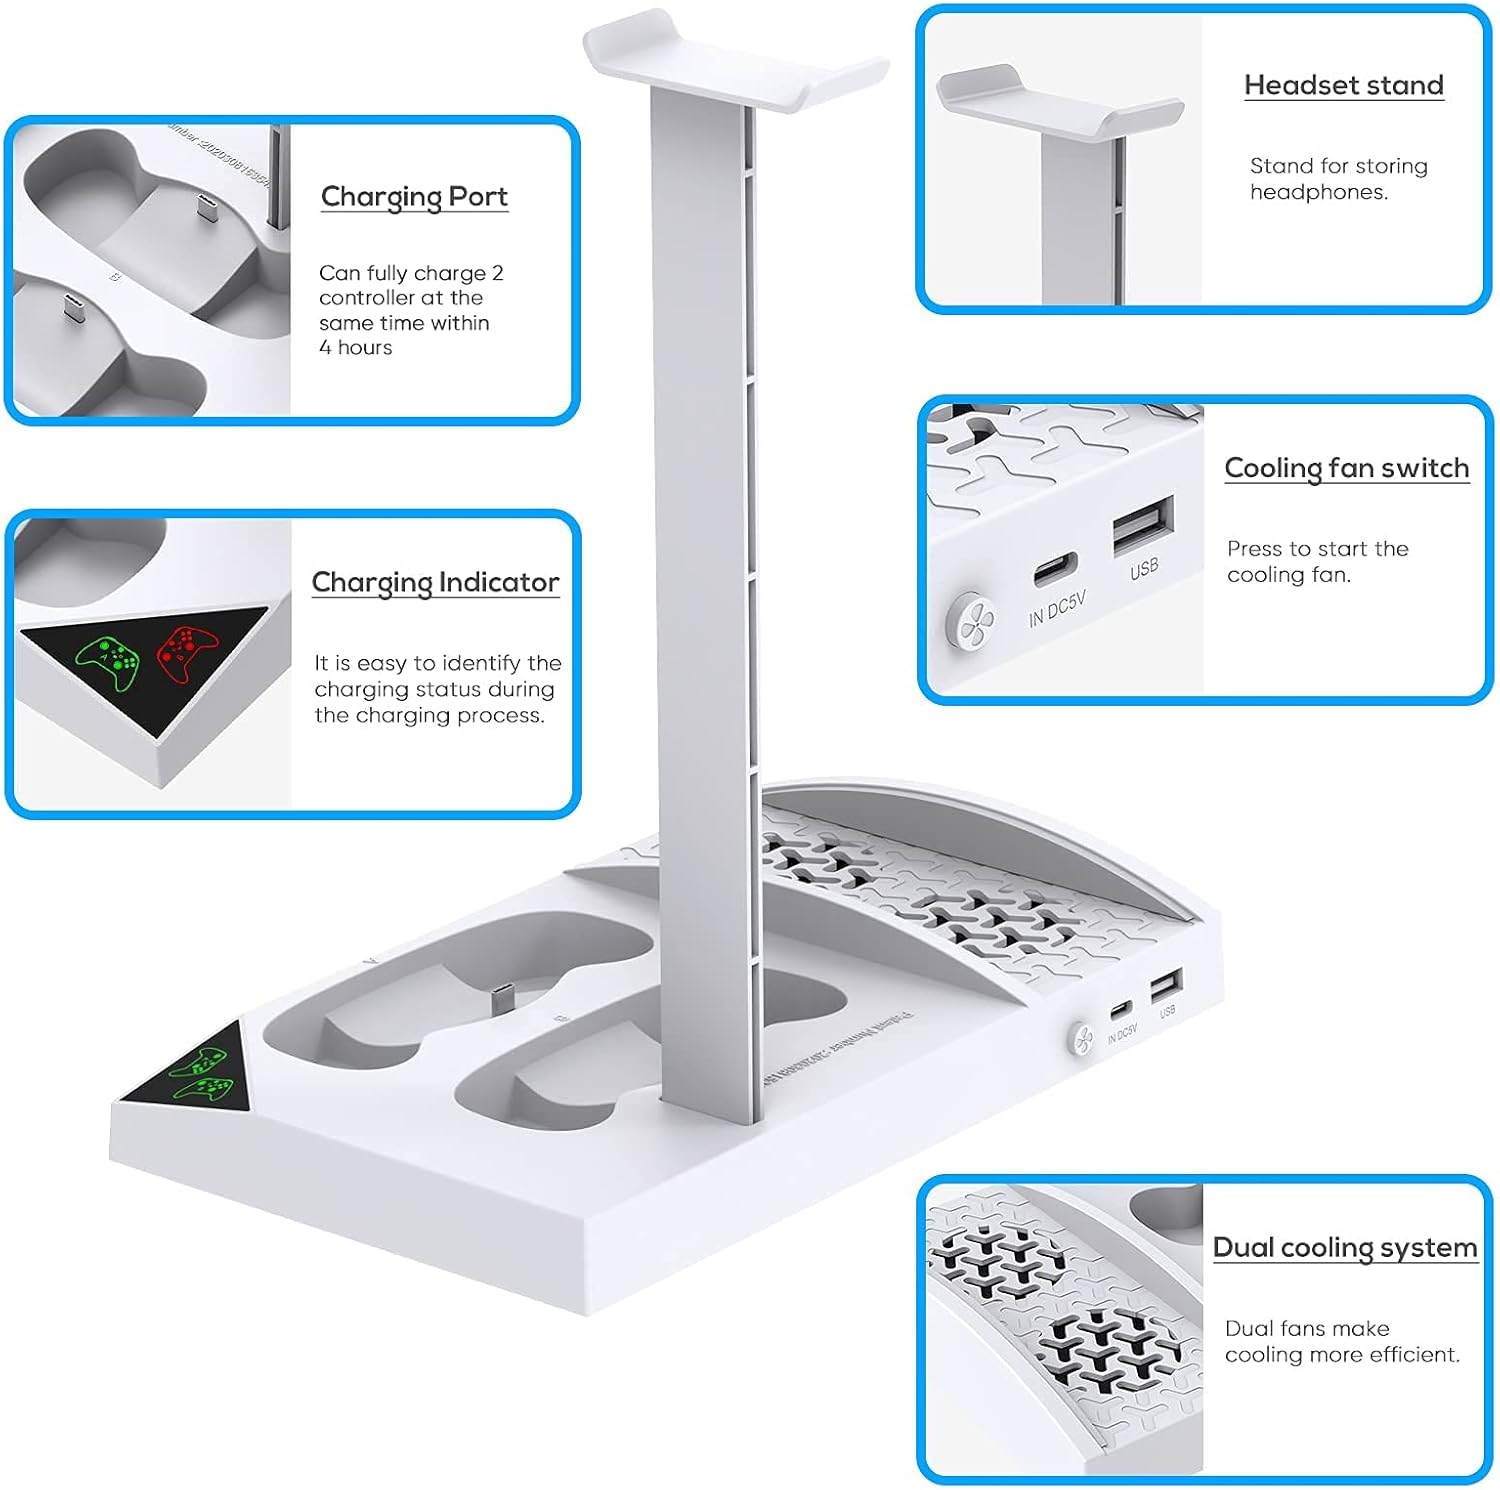 Charging Port
Can fully charge 2
controller at the
same time within
4 hours
B
Charging Indicator
It is easy to identify the
charging status during
the charging process.
A
B
Headset stand
Stand for storing
headphones.
Cooling fan switch
Press to start the
cooling fan.
IN DC5V
USB
A
B
Patent Number
IN DC5V
USB
Dual cooling system
Dual fans make
cooling more efficient.